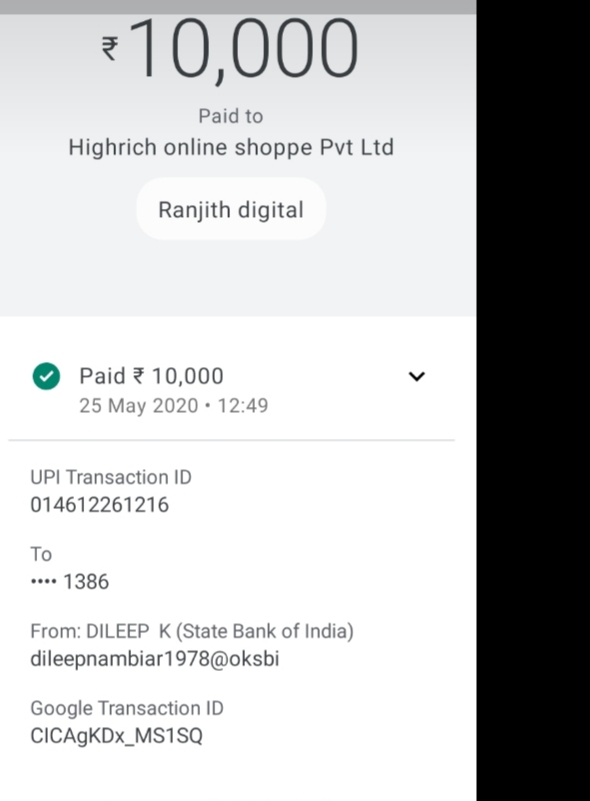 ₹10,000
Paid to
Highrich online shoppe Pvt Ltd
Ranjith digital
Paid ₹ 10,000
25 May 2020 • 12:49
UPI Transaction ID
014612261216
To
•••• 1386
From: DILEEP K (State Bank of India)
dileepnambiar1978@oksbi
Google Transaction ID
CICAgKDx_MS1SQ